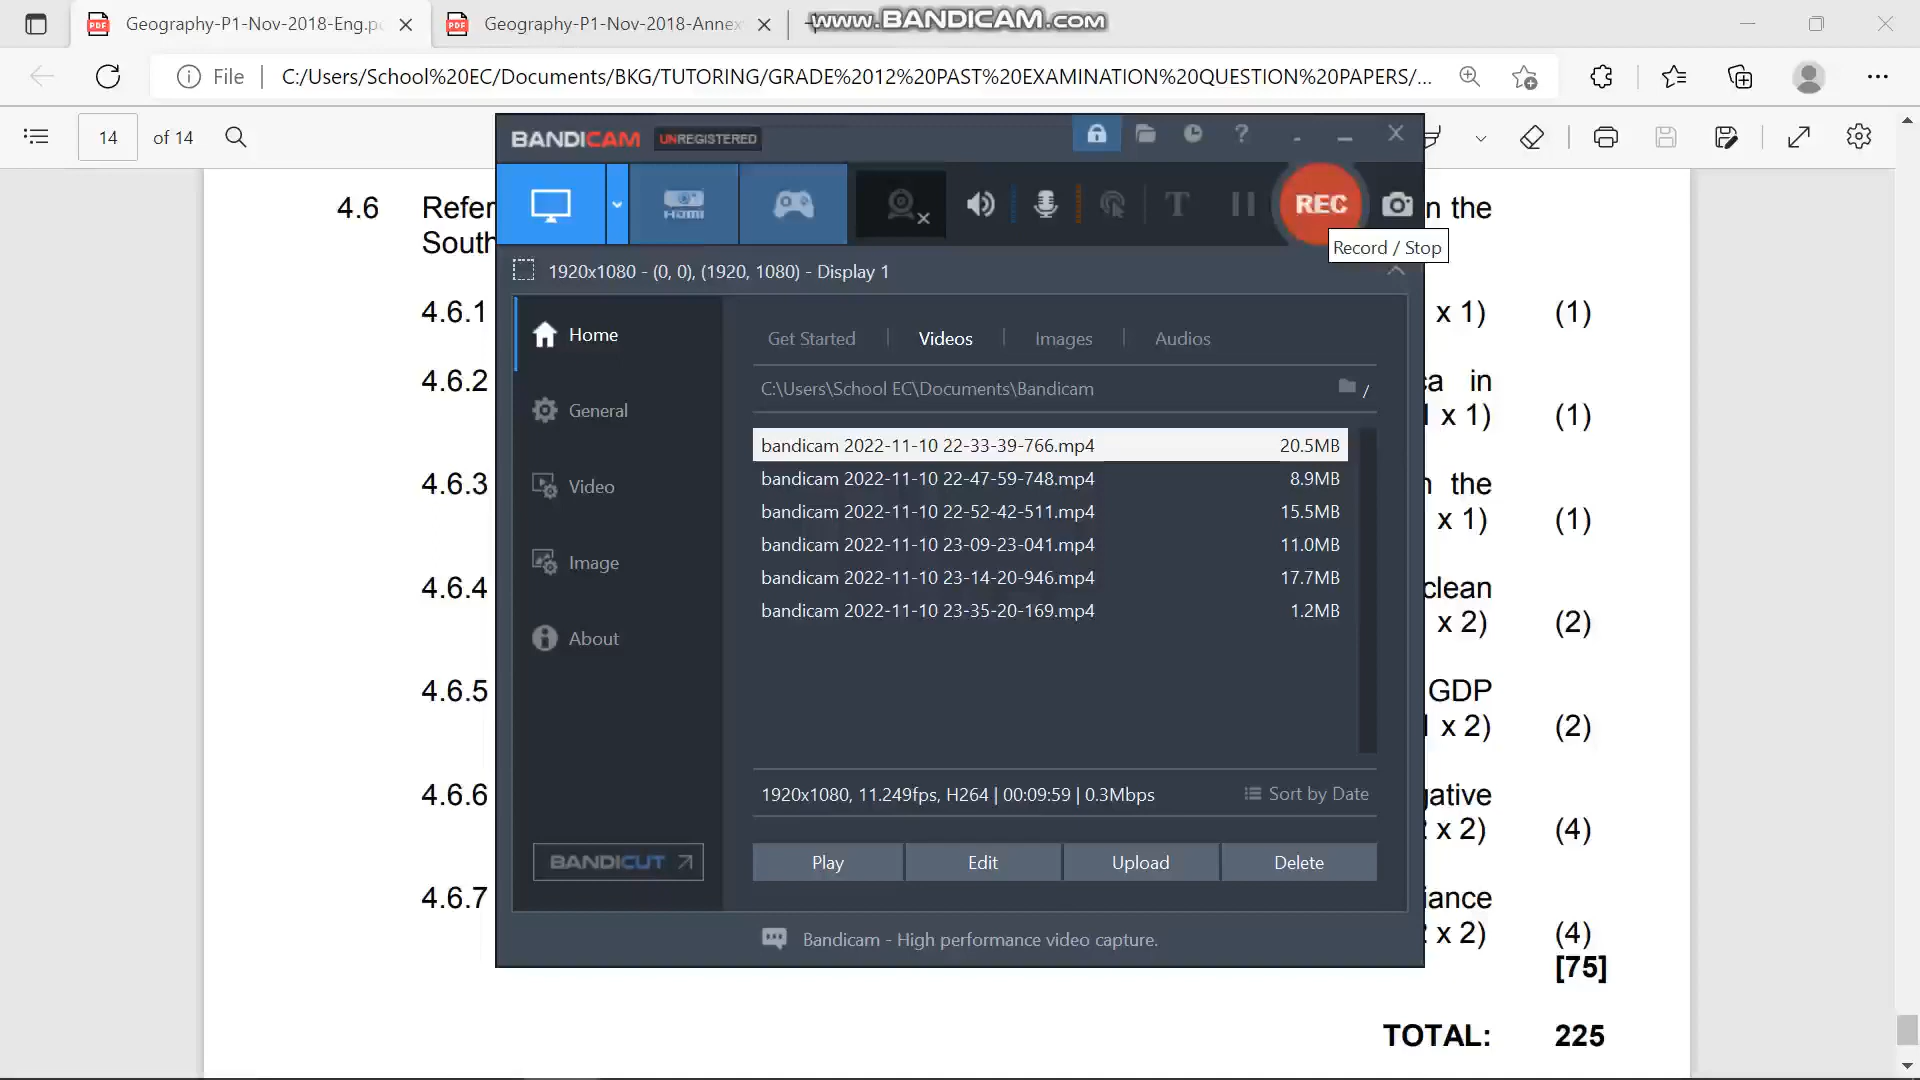 Geography-P1-Nov-2018-Eng.p
Geography-P1-Nov-2018-Annex
www.BANDICAM.com
File
C:/Users/School%20EC/Documents/BKG/TUTORING/GRADE%2012%20PAST%20EXAMINATION%20QUESTION%20PAPERS/...
14 of 14
BANDICAM UNREGISTERED
HDMI
T
REC
Record / Stop
1920x1080 - (0, 0), (1920, 1080) - Display 1
Home
General
Video
Image
About
BANDICUT
Get Started
Videos
Images
Audios
C:\Users\School EC\Documents\Bandicam
/
bandicam 2022-11-10 22-33-39-766.mp4 20.5MB
bandicam 2022-11-10 22-47-59-748.mp4 8.9MB
bandicam 2022-11-10 22-52-42-511.mp4 15.5MB
bandicam 2022-11-10 23-09-23-041.mp4 11.0MB
bandicam 2022-11-10 23-14-20-946.mp4 17.7MB
bandicam 2022-11-10 23-35-20-169.mp4 1.2MB
1920x1080, 11.249fps, H264 | 00:09:59 | 0.3Mbps
Sort by Date
Play
Edit
Upload
Delete
Bandicam - High performance video capture.
4.6 Refer n the
South
4.6.1 x 1) (1)
4.6.2 ca in
1 x 1) (1)
4.6.3 n the
x 1) (1)
4.6.4 clean
x 2) (2)
4.6.5 GDP
1 x 2) (2)
4.6.6 gative
x 2) (4)
4.6.7 iance
x 2) (4)
[75]
TOTAL: 225